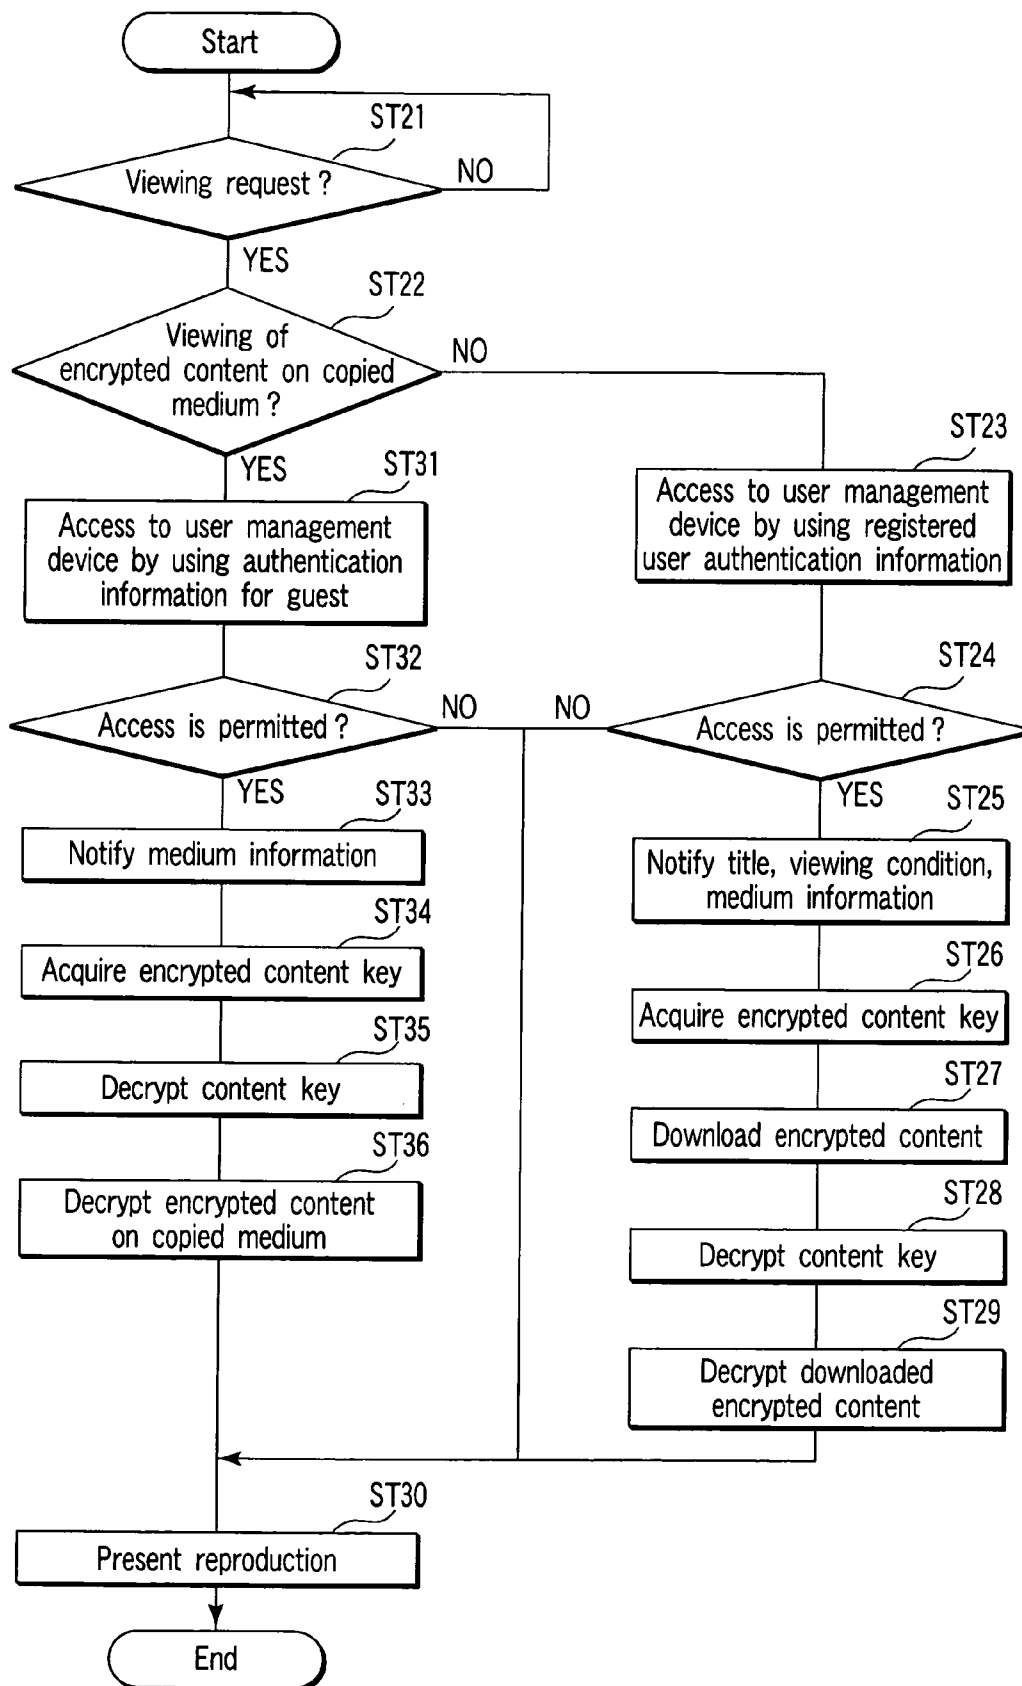 Start
ST21
Viewing request ?
NO
YES
ST22
Viewing of
encrypted content on copied
medium ?
NO
YES
ST31
Access to user management
device by using authentication
information for guest
ST23
Access to user management
device by using registered
user authentication information
ST32
Access is permitted ?
NO
YES
ST24
NO
Access is permitted ?
YES
ST33
Notify medium information
ST34
Acquire encrypted content key
ST35
Decrypt content key
ST36
Decrypt encrypted content
on copied medium
ST25
Notify title, viewing condition,
medium information
ST26
Acquire encrypted content key
ST27
Download encrypted content
ST28
Decrypt content key
ST29
Decrypt downloaded
encrypted content
ST30
Present reproduction
End